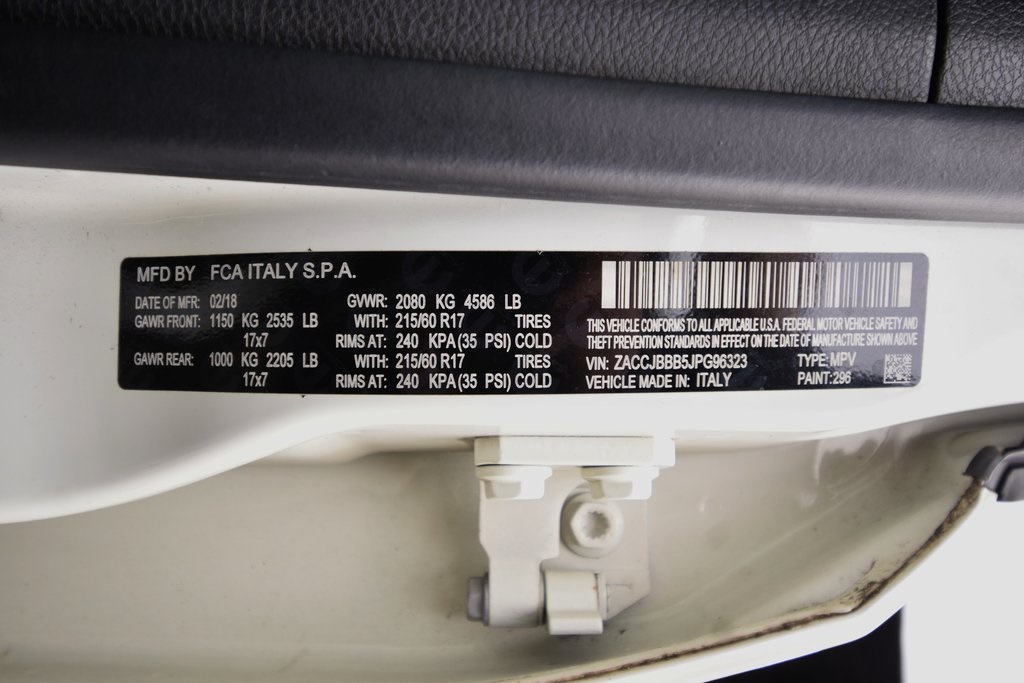 MFD BY FCA ITALY S.P.A.
DATE OF MFR: 02/18 GVWR: 2080 KG 4586 LB
GAWR FRONT: 1150 KG 2535 LB WITH: 215/60 R17 TIRES
17x7 RIMS AT: 240 KPA(35 PSI) COLD
GAWR REAR: 1000 KG 2205 LB WITH: 215/60 R17 TIRES
17x7 RIMS AT: 240 KPA(35 PSI) COLD
THIS VEHICLE CONFORMS TO ALL APPLICABLE U.S.A. FEDERAL MOTOR VEHICLE SAFETY AND
THEFT PREVENTION STANDARDS IN EFFECT ON THE DATE OF MANUFACTURE SHOWN ABOVE
VIN: ZACCJBBB5JPG96323 TYPE: MPV
VEHICLE MADE IN: ITALY PAINT:296